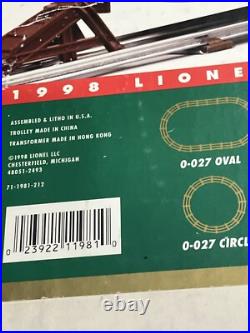 1998 LIONE
ASSEMBLED & LITHO IN U.S.A.
TROLLEY MADE IN CHINA
TRANSFORMER MADE IN HONG KONG
©1998 LIONEL LLC
CHESTERFIELD, MICHIGAN
48051-2493
71-1981-212
0-027 OVAL
0-027 CIRCL
0 23922 11981 0